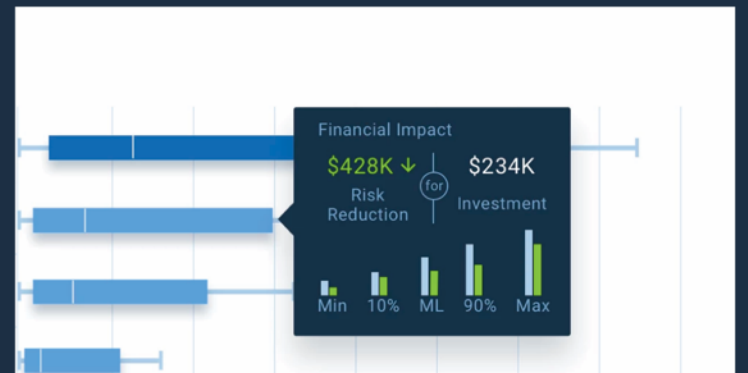 Financial Impact
$428K ↓ for $234K
Risk Reduction
Investment
Min 10% ML 90% Max